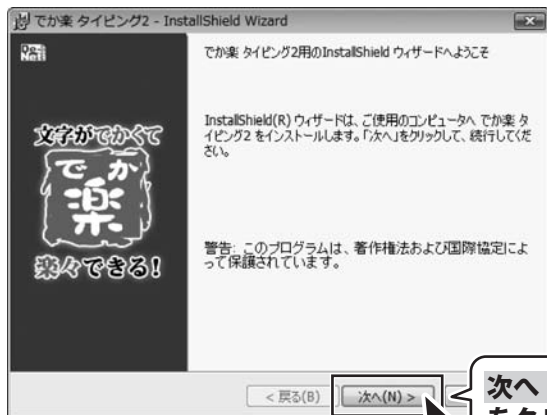 でか楽 タイピング2 - InstallShield Wizard
でか楽 タイピング2用のInstallShield ウィザードへようこそ
文字がでかくて
でか
楽
楽々できる!
InstallShield(R) ウィザードは、ご使用のコンピュータへ でか楽 タ
イピング2 をインストールします。「次へ」をクリックして、続行してくだ
さい。
警告: このプログラムは、著作権法および国際協定によ
って保護されています。
< 戻る(B)
次へ(N) >
次へ